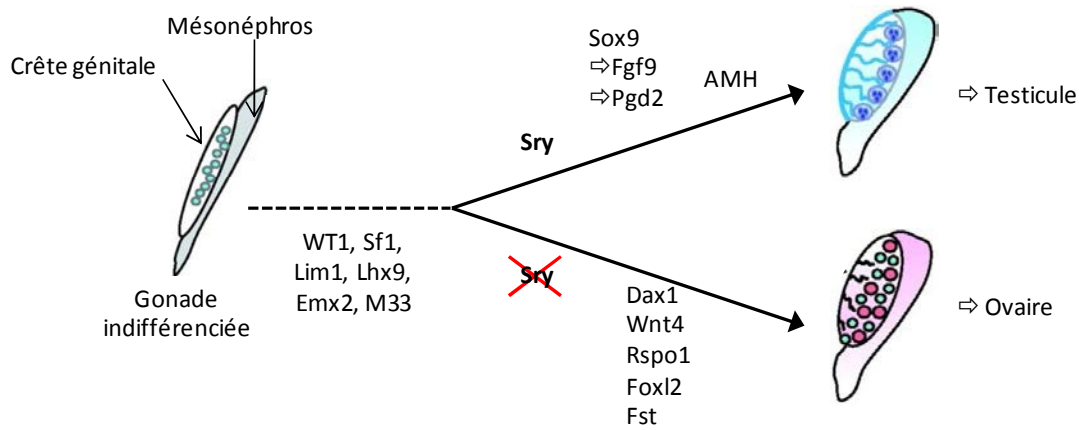 Mésonéphros
Crête génitale
Gonade
indifférenciée
WT1, Sf1,
Lim1, Lhx9,
Emx2, M33
Sry
Sox9
⇨Fgf9
⇨Pgd2
AMH
⇨ Testicule
Sry
Dax1
Wnt4
Rspo1
Foxl2
Fst
⇨ Ovaire